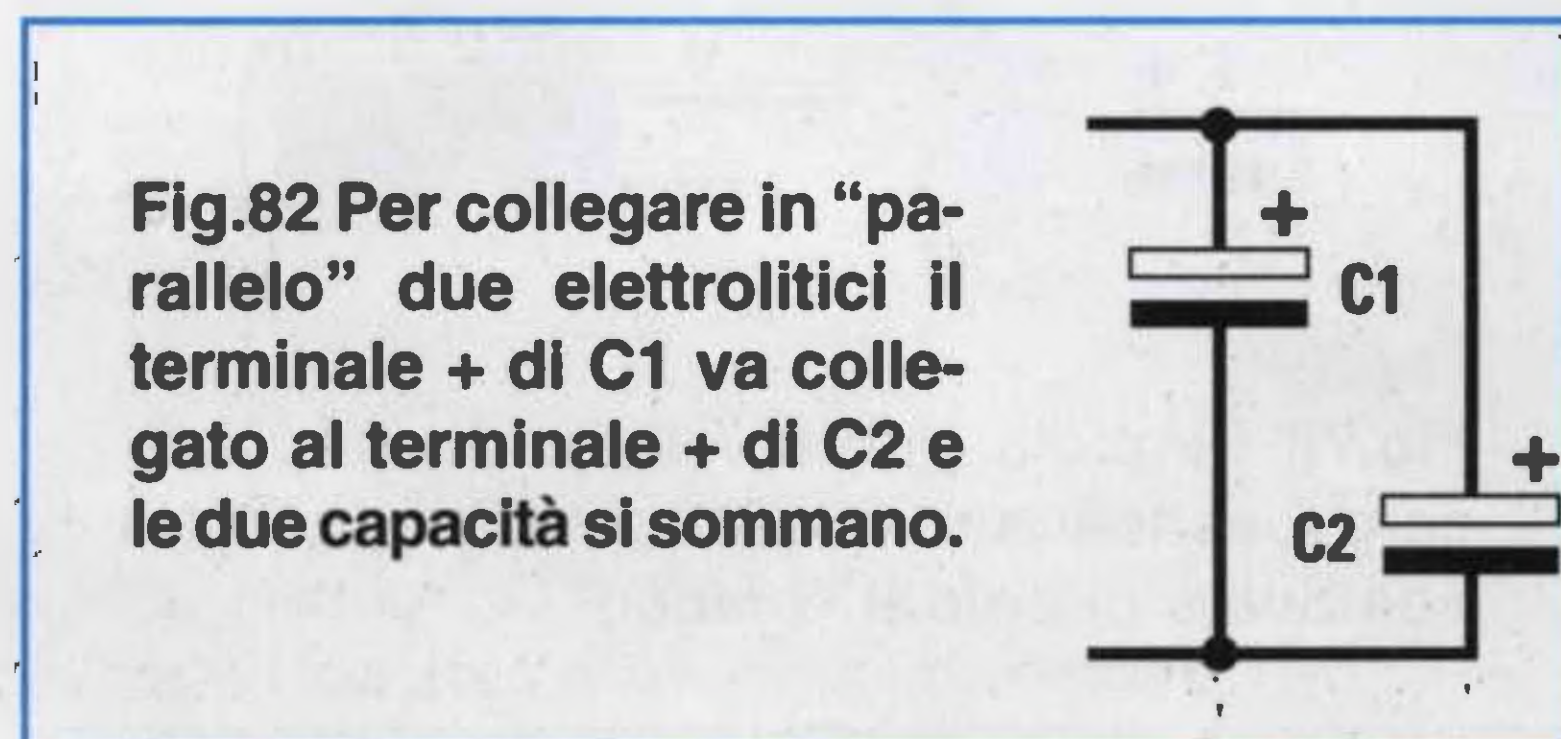 Fig.82 Per collegare in “pa-
rallelo” due elettrolitici il
terminale + di C1 va colle-
gato al terminale + di C2 e
le due capacità si sommano.
+
C1
+
C2